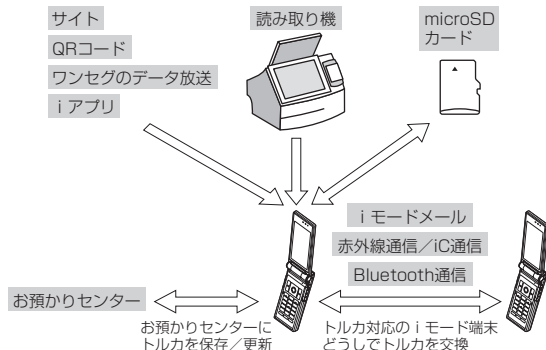 サイト
QRコード
ワンセグのデータ放送
ｉアプリ
読み取り機
microSD
カード
ｉモードメール
赤外線通信／iC通信
Bluetooth通信
お預かりセンター
お預かりセンターに
トルカを保存／更新
トルカ対応のｉモード端末
どうしでトルカを交換